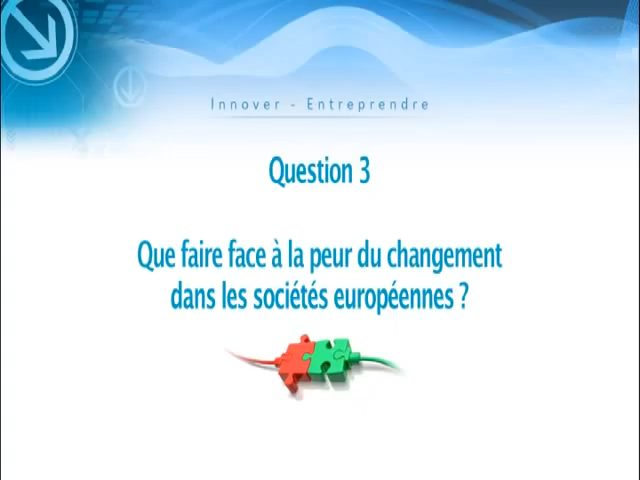 Innover - Entreprendre
Question 3
Que faire face à la peur du changement
dans les sociétés européennes ?